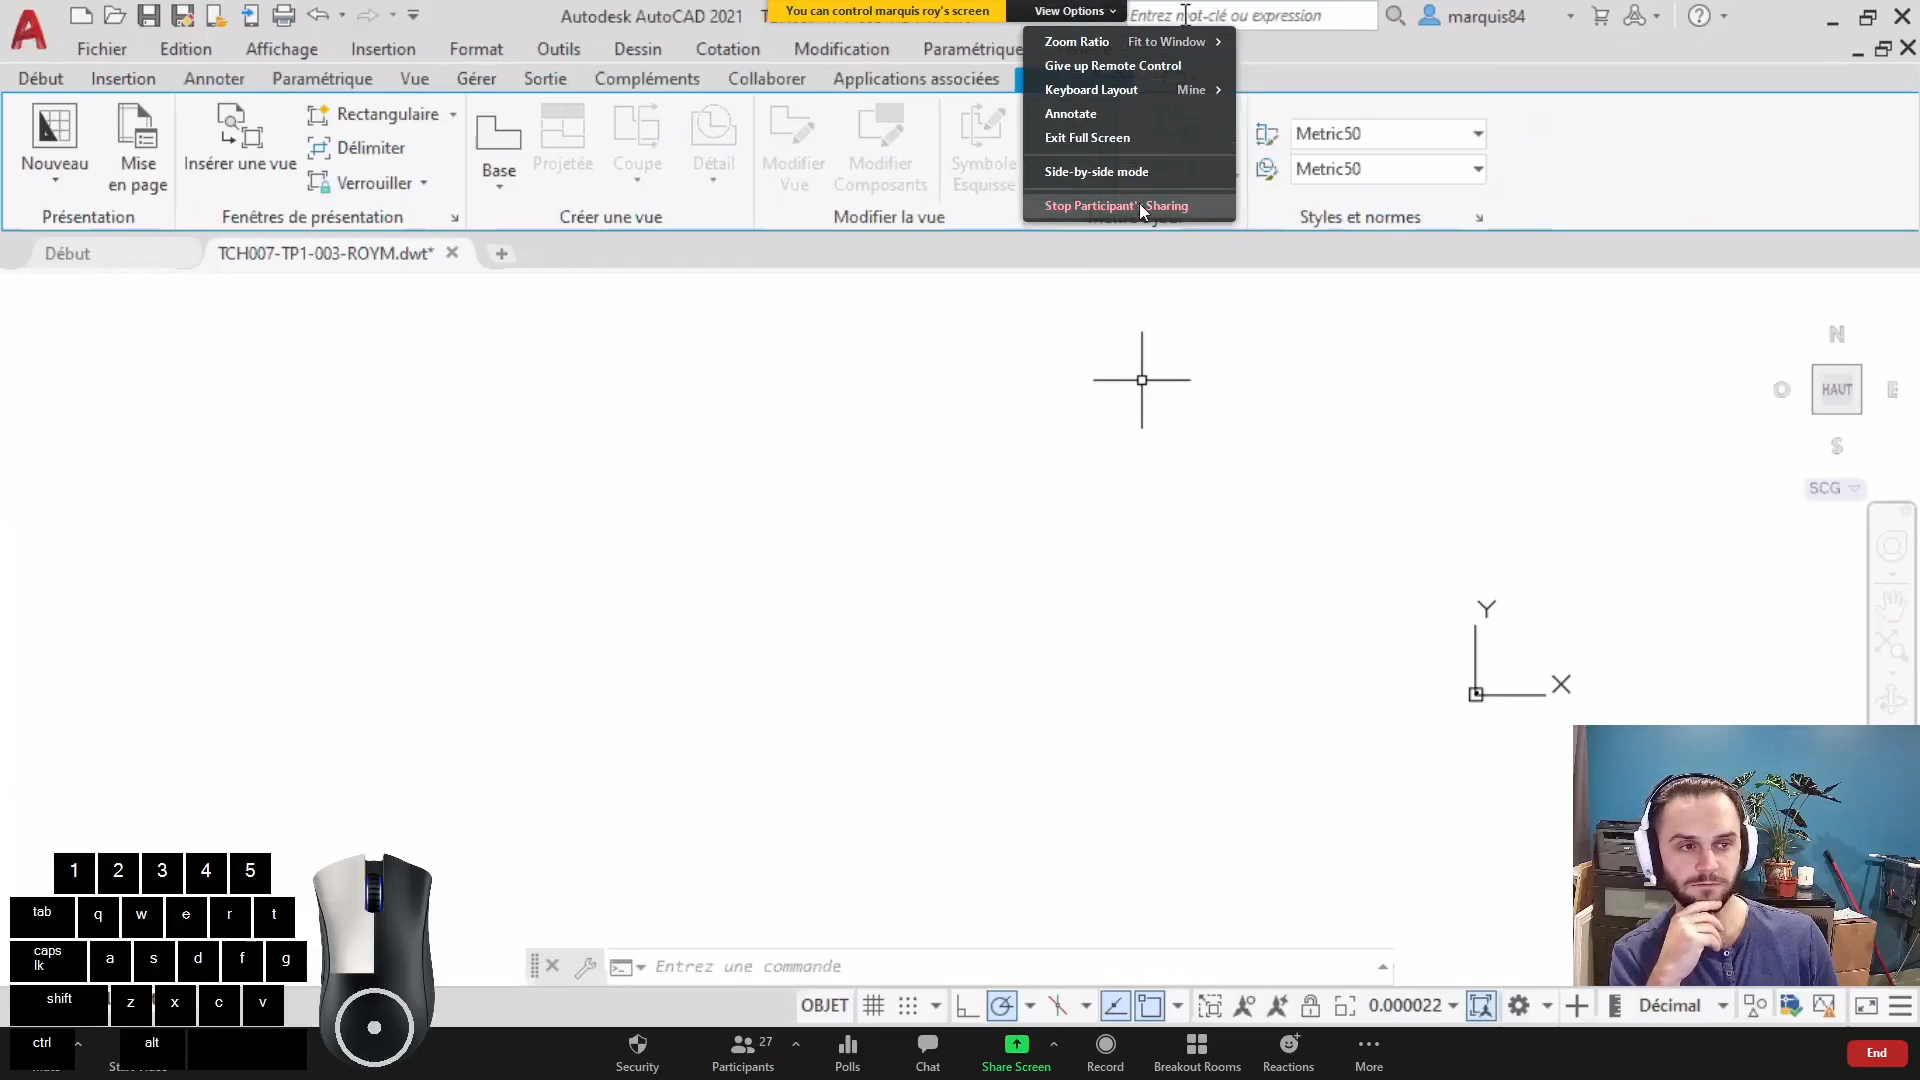 Autodesk AutoCAD 2021
You can control marquis roy's screen
View Options
Entrez mot-clé ou expression
marquis84
Fichier Edition Affichage Insertion Format Outils Dessin Cotation Modification Paramétrique
Début Insertion Annoter Paramétrique Vue Gérer Sortie Compléments Collaborer Applications associées
Zoom Ratio Fit to Window
Give up Remote Control
Keyboard Layout Mine
Annotate
Exit Full Screen
Side-by-side mode
Stop Participant's Sharing
Nouveau
Mise
en page
Insérer une vue
Rectangulaire
Délimiter
Verrouiller
Base
Projetée
Coupe
Détail
Modifier
Vue
Modifier
Composants
Symbole
Esquisse
Metric50
Metric50
Présentation
Fenêtres de présentation
Créer une vue
Modifier la vue
Styles et normes
Début
TCH007-TP1-003-ROYM.dwt*
N
O HAUT E
S
SCG
Y
X
1 2 3 4 5
tab q w e r t
caps
lk
a s d f g
shift z x c v
ctrl alt
Entrez une commande
OBJET
0.000022
Décimal
Security
Participants
27
Polls
Chat
Share Screen
Record
Breakout Rooms
Reactions
More
End